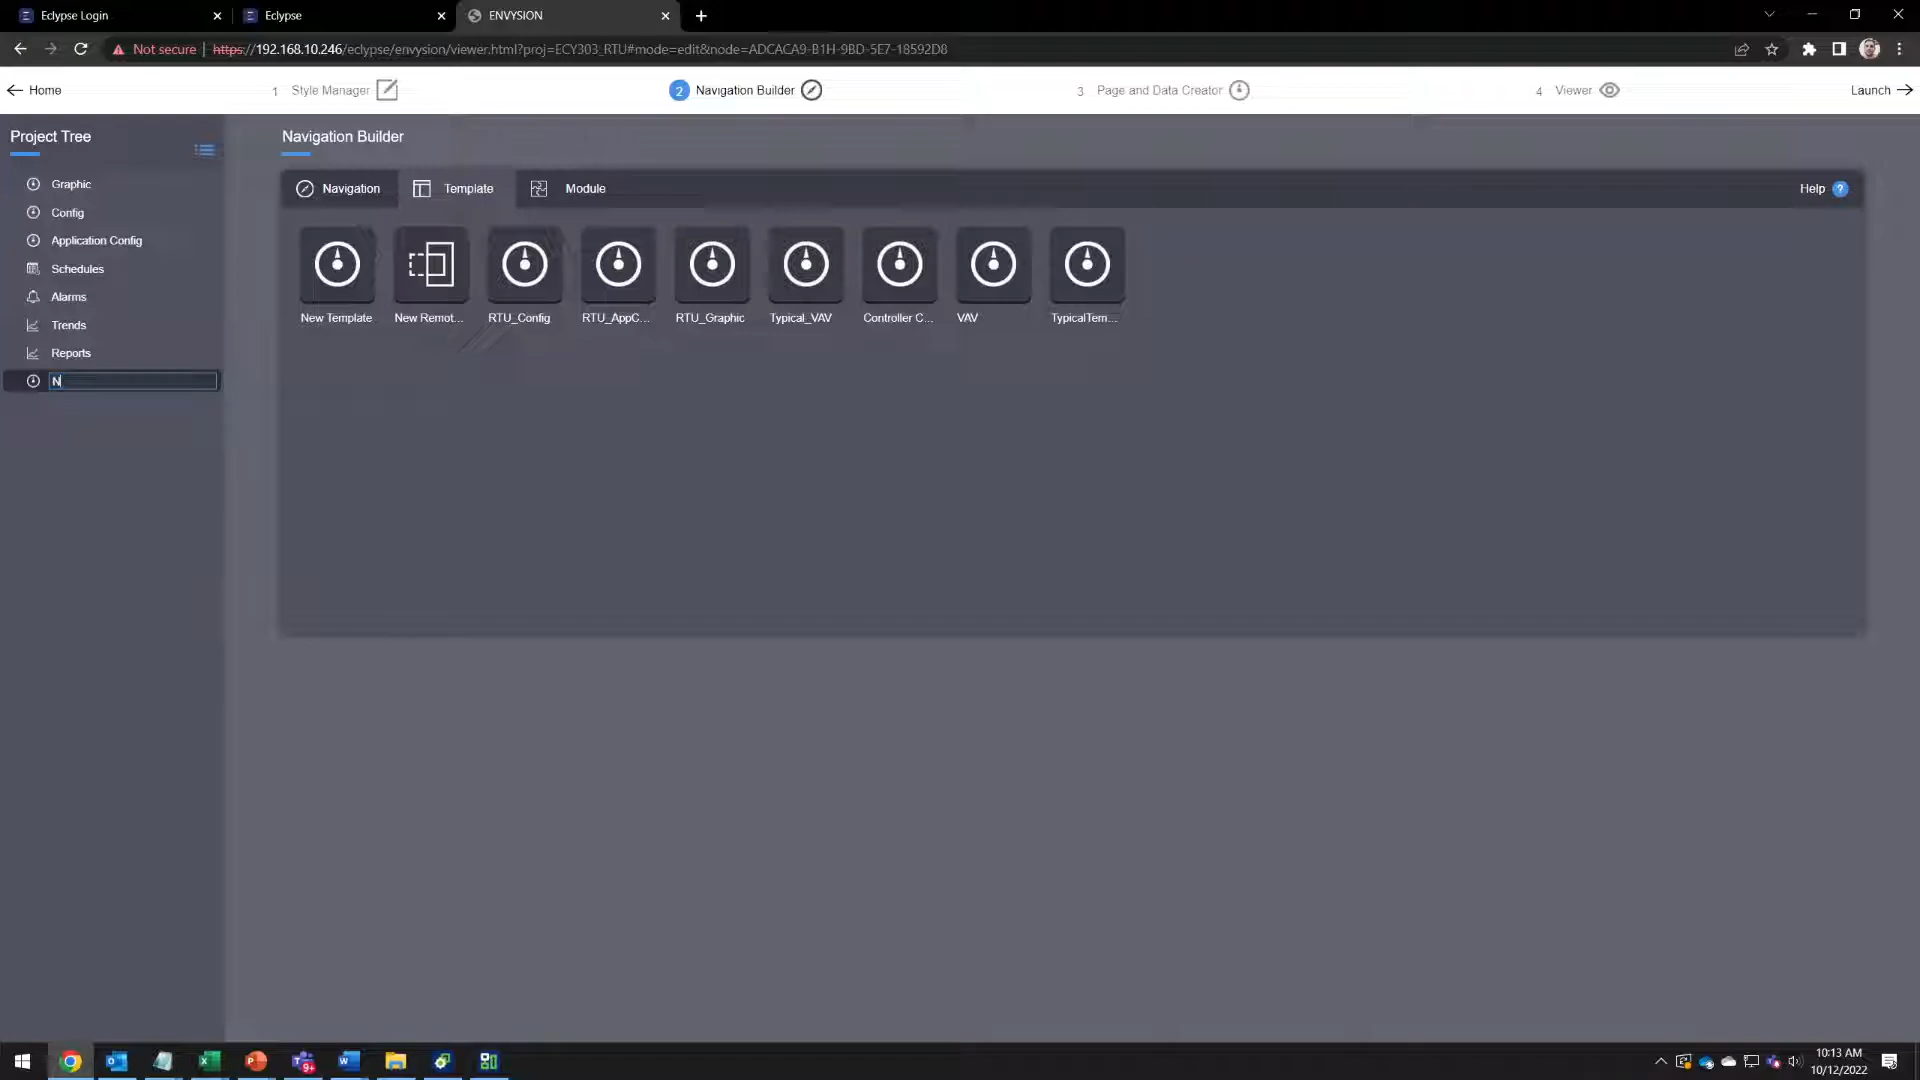 Eclypse Login
Eclypse
ENVYSION
Not secure
https://192.168.10.246/eclypse/envysion/viewer.html?proj=ECY303_RTU#mode=edit&node=ADCACA9-B1H-9BD-5E7-18592D8
Home
1 Style Manager
2 Navigation Builder
3 Page and Data Creator
4 Viewer
Launch
Project Tree
Graphic
Config
Application Config
Schedules
Alarms
Trends
Reports
N
Navigation Builder
Navigation
Template
Module
Help ?
New Template
New Remot...
RTU_Config
RTU_AppC...
RTU_Graphic
Typical_VAV
Controller C...
VAV
TypicalTem...
9+
10:13 AM
10/12/2022